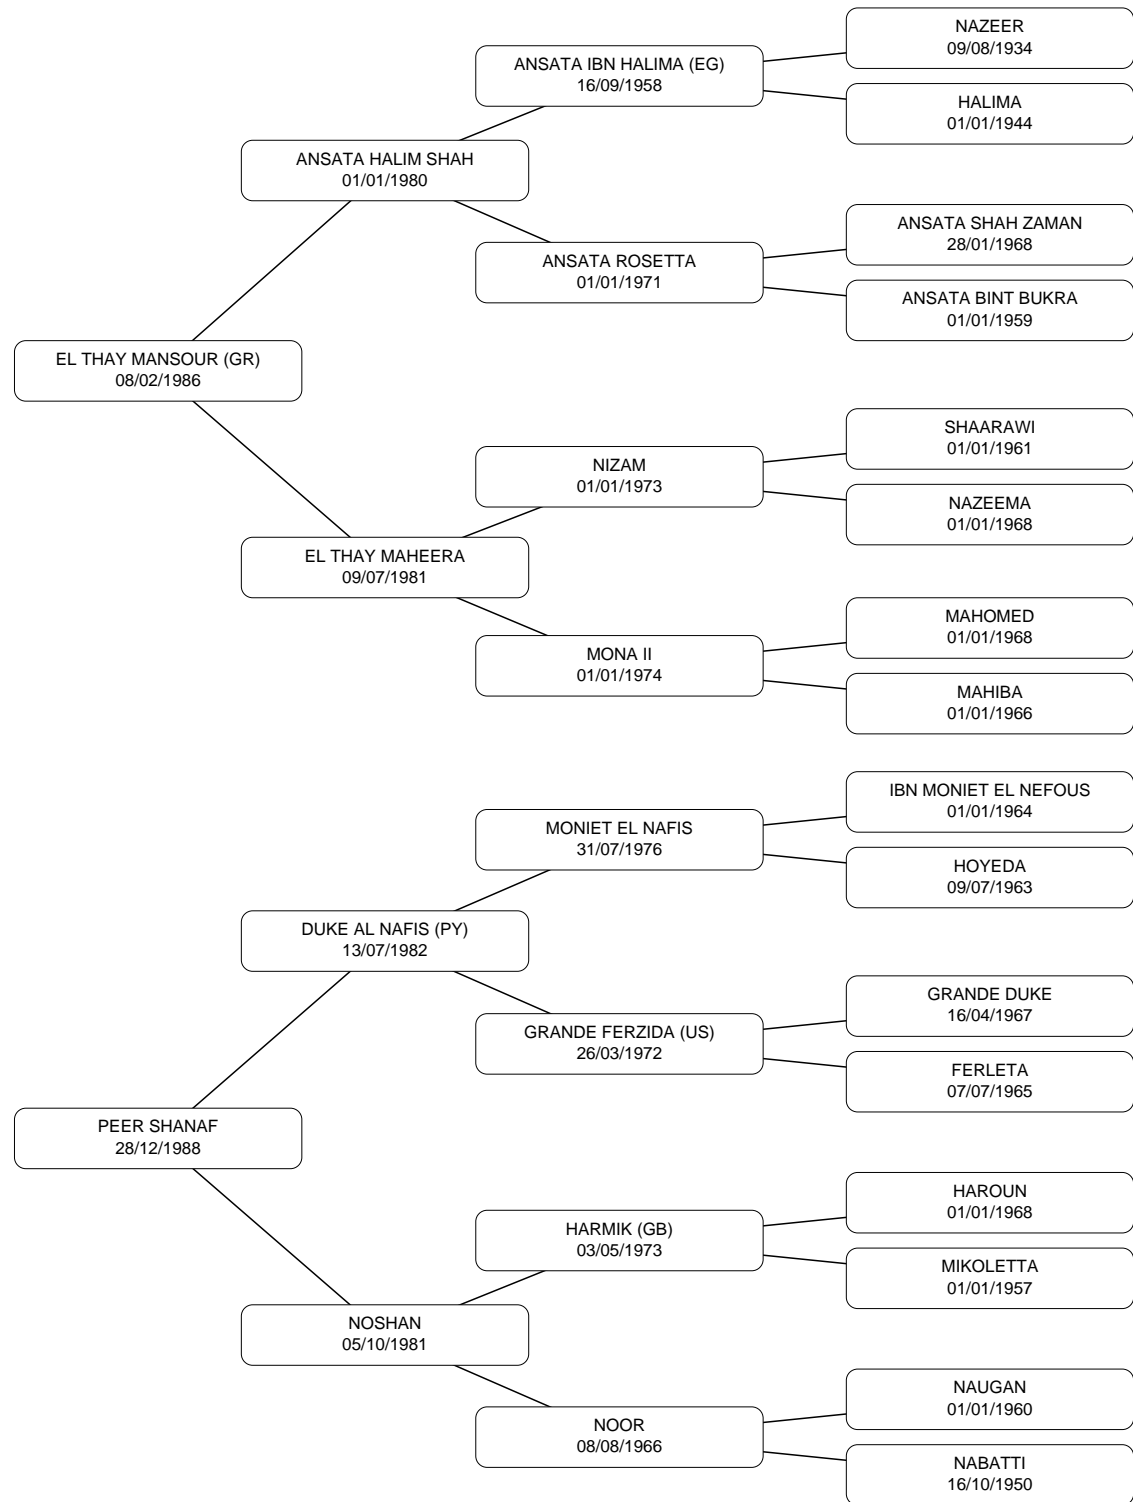 NAZEER
09/08/1934
ANSATA IBN HALIMA (EG)
16/09/1958
HALIMA
01/01/1944
ANSATA HALIM SHAH
01/01/1980
ANSATA SHAH ZAMAN
28/01/1968
ANSATA ROSETTA
01/01/1971
ANSATA BINT BUKRA
01/01/1959
EL THAY MANSOUR (GR)
08/02/1986
SHAARAWI
01/01/1961
NIZAM
01/01/1973
NAZEEMA
01/01/1968
EL THAY MAHEERA
09/07/1981
MAHOMED
01/01/1968
MONA II
01/01/1974
MAHIBA
01/01/1966
IBN MONIET EL NEFOUS
01/01/1964
MONIET EL NAFIS
31/07/1976
HOYEDA
09/07/1963
DUKE AL NAFIS (PY)
13/07/1982
GRANDE DUKE
16/04/1967
GRANDE FERZIDA (US)
26/03/1972
FERLETA
07/07/1965
PEER SHANAF
28/12/1988
HAROUN
01/01/1968
HARMIK (GB)
03/05/1973
MIKOLETTA
01/01/1957
NOSHAN
05/10/1981
NAUGAN
01/01/1960
NOOR
08/08/1966
NABATTI
16/10/1950